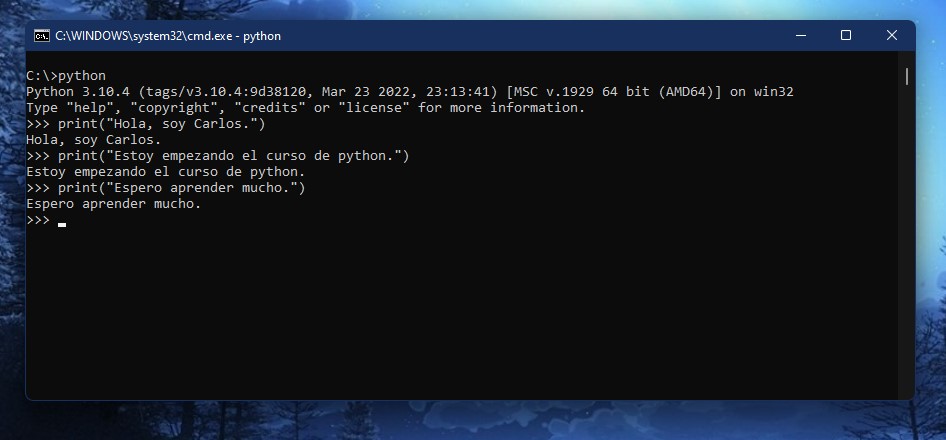 C:\WINDOWS\system32\cmd.exe - python
C:\>python
Python 3.10.4 (tags/v3.10.4:9d38120, Mar 23 2022, 23:13:41) [MSC v.1929 64 bit (AMD64)] on win32
Type "help", "copyright", "credits" or "license" for more information.
>>> print("Hola, soy Carlos.")
Hola, soy Carlos.
>>> print("Estoy empezando el curso de python.")
Estoy empezando el curso de python.
>>> print("Espero aprender mucho.")
Espero aprender mucho.
>>>